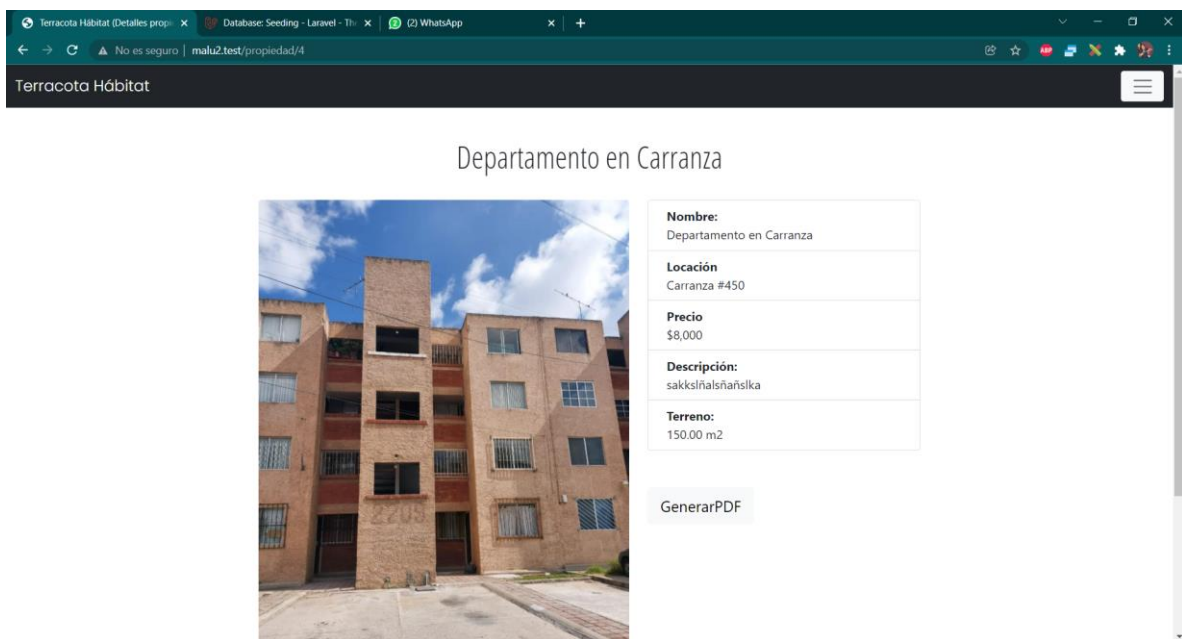 Terracota Hábitat (Detalles propi
Database: Seeding - Laravel - Th
(2) WhatsApp
No es seguro | malu2.test/propiedad/4
ABP
Terracota Hábitat
Departamento en Carranza
Nombre:
Departamento en Carranza
Locación
Carranza #450
Precio
$8,000
Descripción:
sakkslñalsñañslka
Terreno:
150.00 m2
2209
GenerarPDF